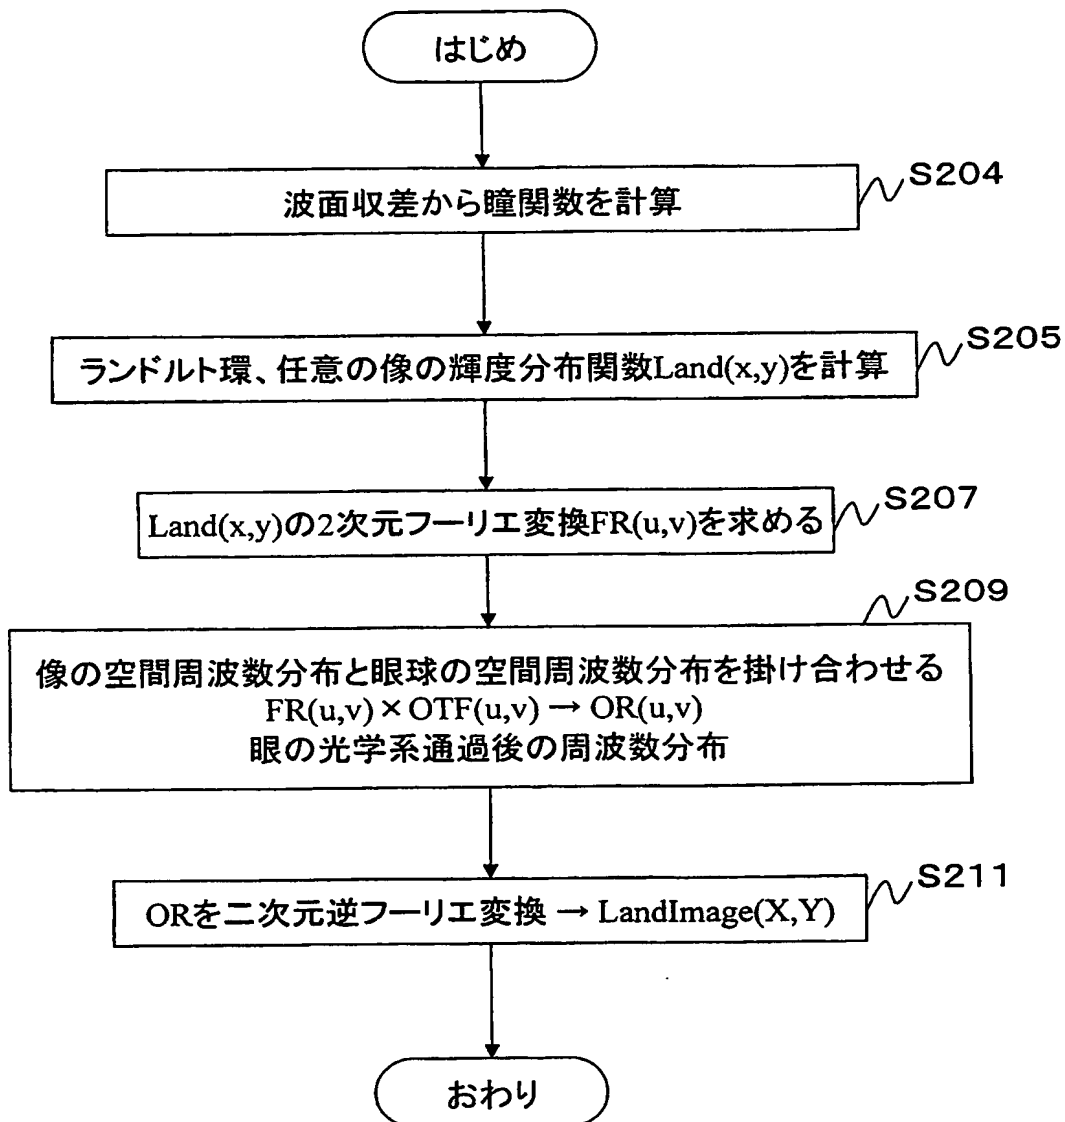 はじめ
波面収差から瞳関数を計算
S204
ランドルト環、任意の像の輝度分布関数Land(x,y)を計算
S205
Land(x,y)の2次元フーリエ変換FR(u,v)を求める
S207
S209
像の空間周波数分布と眼球の空間周波数分布を掛け合わせる
FR(u,v)×OTF(u,v)→OR(u,v)
眼の光学系通過後の周波数分布
ORを二次元逆フーリエ変換 → LandImage(X,Y)
S211
おわり